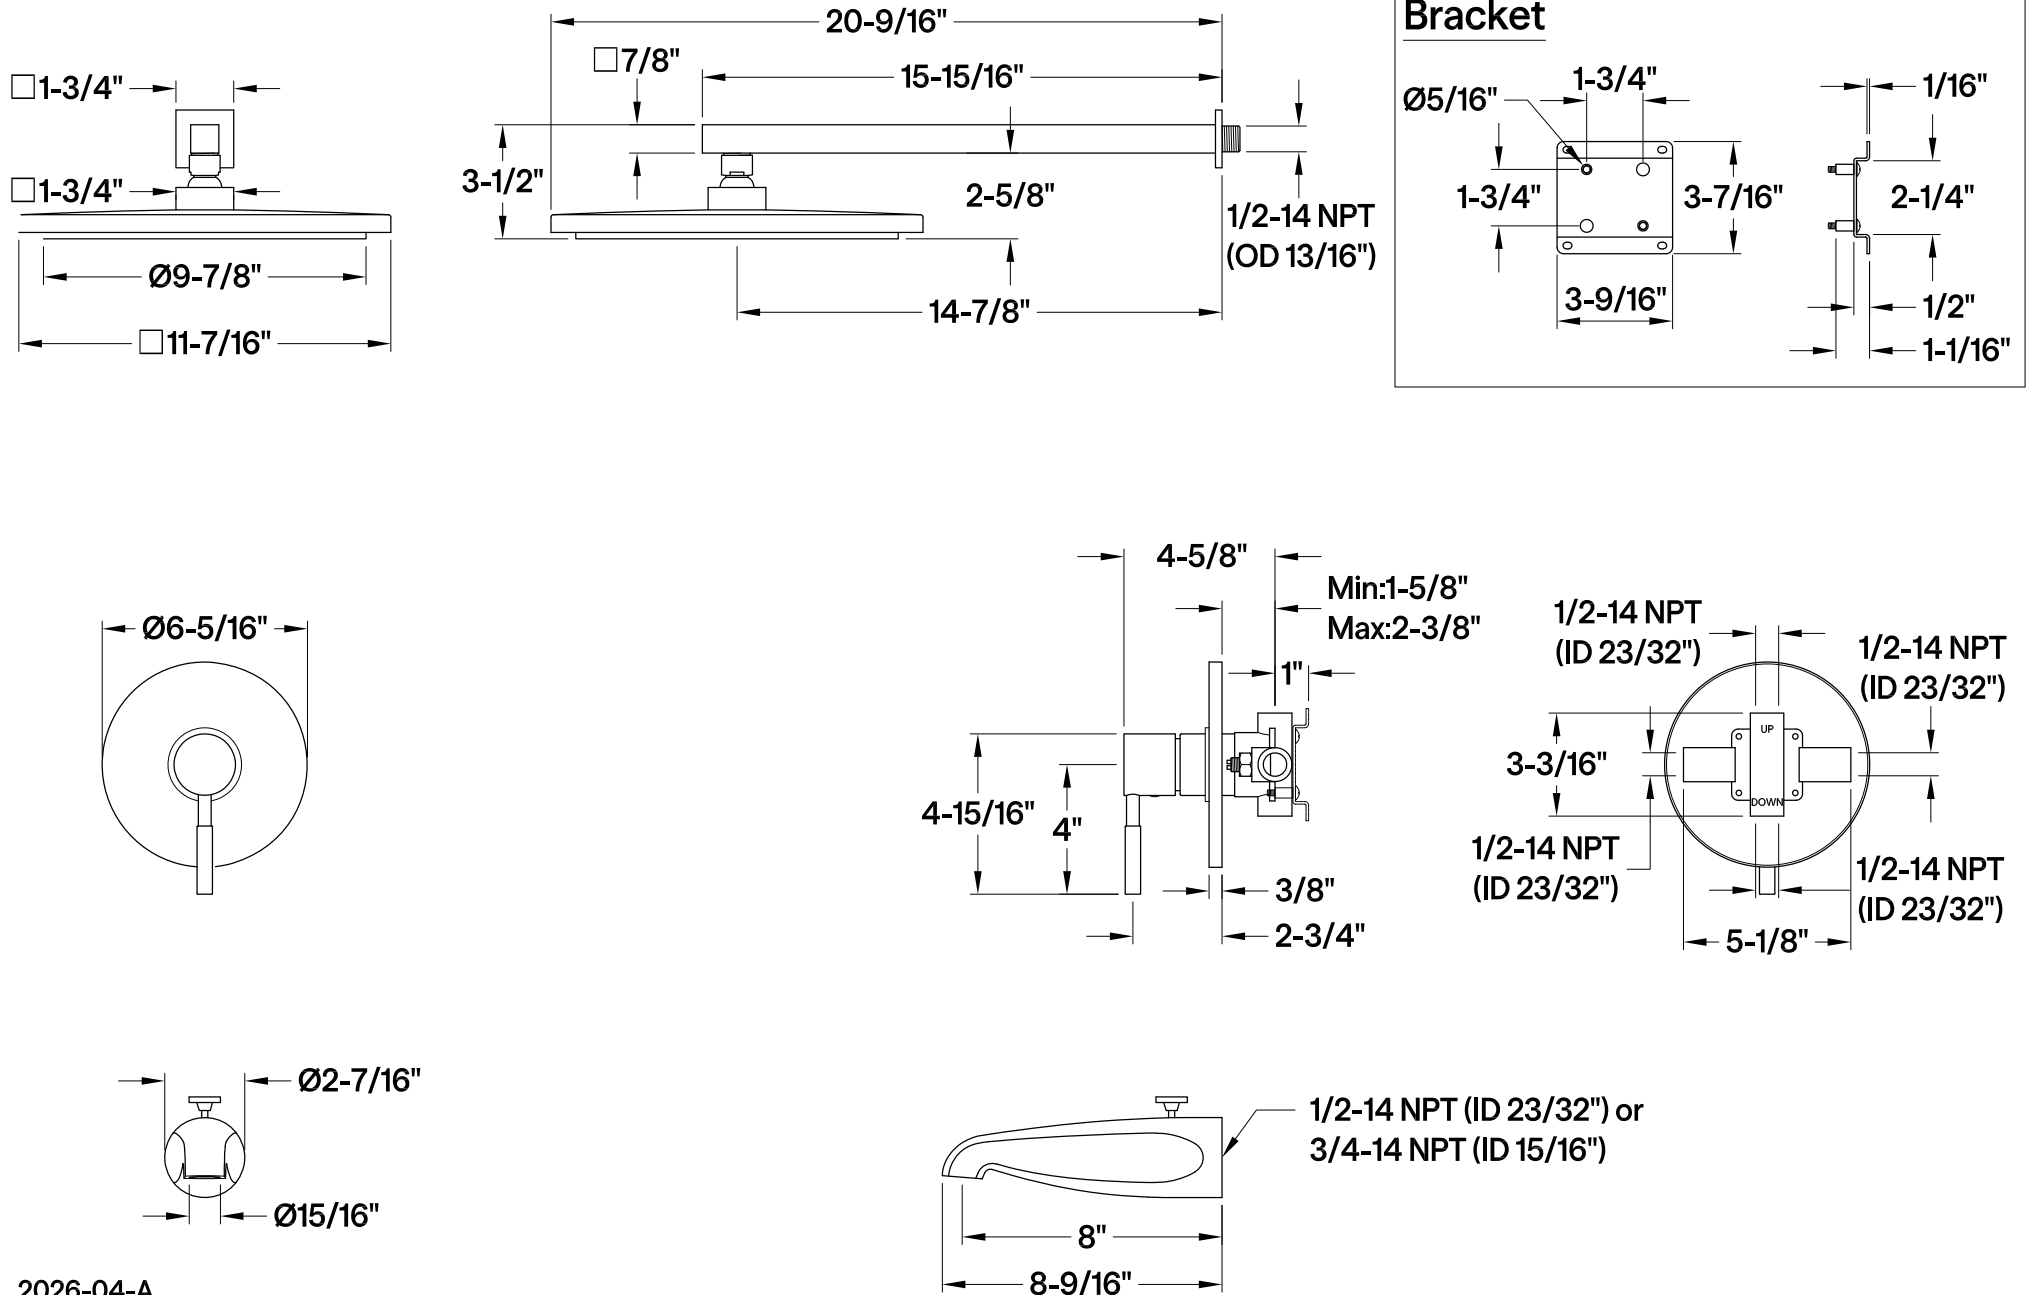 20-9/16"
□7/8"
15-15/16"
□1-3/4"
3-1/2"
□1-3/4"
2-5/8"
1/2-14 NPT
(OD 13/16")
Ø9-7/8"
14-7/8"
□11-7/16"
Bracket
1-3/4"
Ø5/16"
1/16"
1-3/4"
3-7/16"
2-1/4"
3-9/16"
1/2"
1-1/16"
Ø6-5/16"
4-5/8"
Min:1-5/8"
Max:2-3/8"
1"
4-15/16"
4"
3/8"
2-3/4"
1/2-14 NPT
(ID 23/32")
1/2-14 NPT
(ID 23/32")
UP
3-3/16"
DOWN
1/2-14 NPT
(ID 23/32")
1/2-14 NPT
(ID 23/32")
5-1/8"
Ø2-7/16"
Ø15/16"
1/2-14 NPT (ID 23/32") or
3/4-14 NPT (ID 15/16")
8"
8-9/16"
2026-04-A